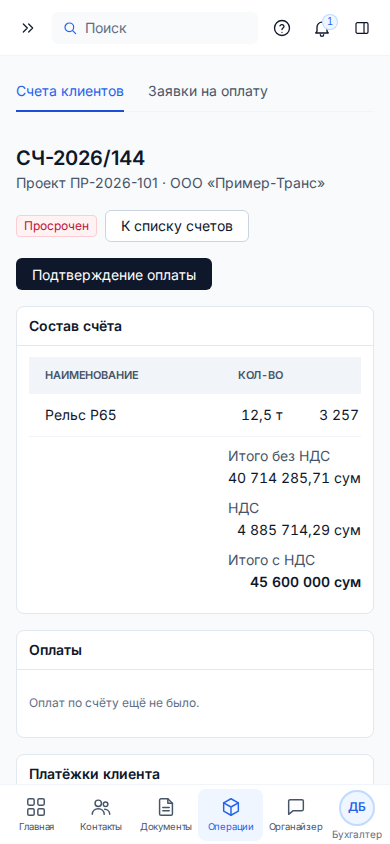 Поиск
1
Счета клиентов
Заявки на оплату
СЧ-2026/144
Проект ПР-2026-101 · ООО «Пример-Транс»
Просрочен
К списку счетов
Подтверждение оплаты
Состав счёта
НАИМЕНОВАНИЕ КОЛ-ВО
Рельс Р65 12,5 т 3 257
Итого без НДС
40 714 285,71 сум
НДС
4 885 714,29 сум
Итого с НДС
45 600 000 сум
Оплаты
Оплат по счёту ещё не было.
Платёжки клиента
Главная Контакты Документы Операции Органайзер
ДБ
Бухгалтер